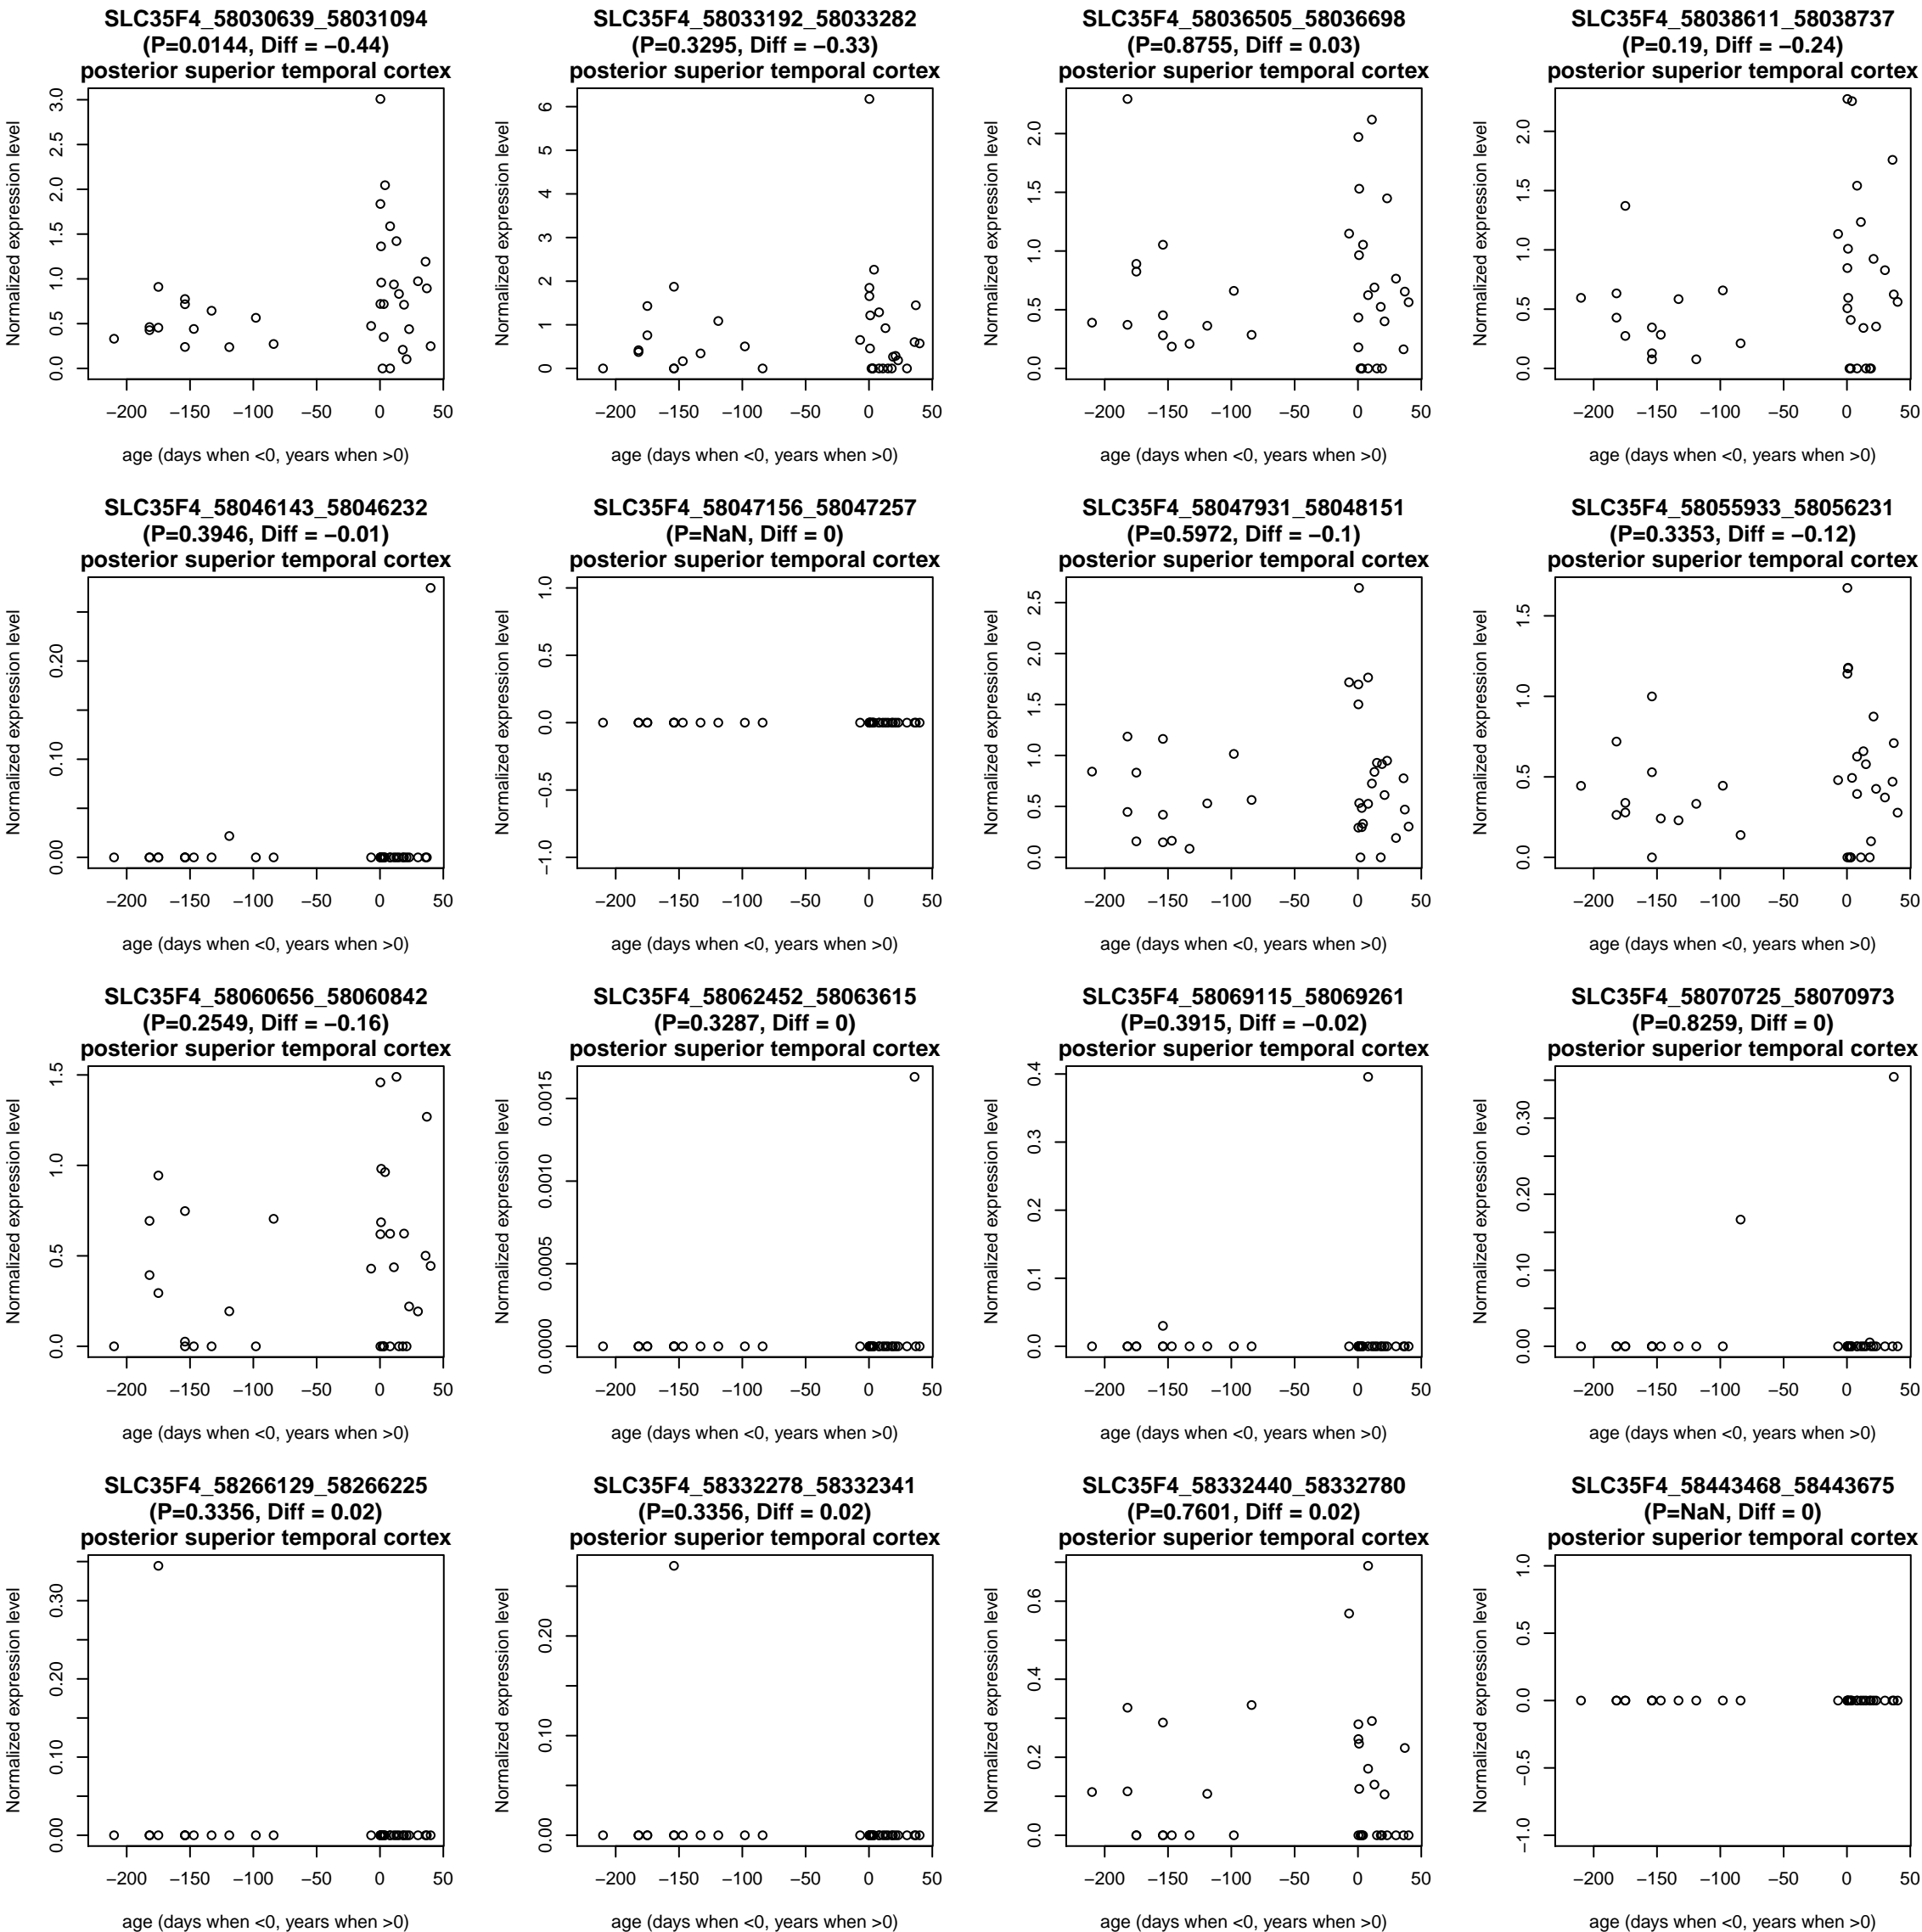 SLC35F4_58030639_58031094
(P=0.0144, Diff = −0.44)
posterior superior temporal cortex
Normalized expression level
0.0 0.5 1.0 1.5 2.0 2.5 3.0
−200 −150 −100 −50 0 50
age (days when <0, years when >0)
SLC35F4_58033192_58033282
(P=0.3295, Diff = −0.33)
posterior superior temporal cortex
Normalized expression level
0 1 2 3 4 5 6
−200 −150 −100 −50 0 50
age (days when <0, years when >0)
SLC35F4_58036505_58036698
(P=0.8755, Diff = 0.03)
posterior superior temporal cortex
Normalized expression level
0.0 0.5 1.0 1.5 2.0
−200 −150 −100 −50 0 50
age (days when <0, years when >0)
SLC35F4_58038611_58038737
(P=0.19, Diff = −0.24)
posterior superior temporal cortex
Normalized expression level
0.0 0.5 1.0 1.5 2.0
−200 −150 −100 −50 0 50
age (days when <0, years when >0)
SLC35F4_58046143_58046232
(P=0.3946, Diff = −0.01)
posterior superior temporal cortex
Normalized expression level
0.00 0.10 0.20
−200 −150 −100 −50 0 50
age (days when <0, years when >0)
SLC35F4_58047156_58047257
(P=NaN, Diff = 0)
posterior superior temporal cortex
Normalized expression level
−1.0 −0.5 0.0 0.5 1.0
−200 −150 −100 −50 0 50
age (days when <0, years when >0)
SLC35F4_58047931_58048151
(P=0.5972, Diff = −0.1)
posterior superior temporal cortex
Normalized expression level
0.0 0.5 1.0 1.5 2.0 2.5
−200 −150 −100 −50 0 50
age (days when <0, years when >0)
SLC35F4_58055933_58056231
(P=0.3353, Diff = −0.12)
posterior superior temporal cortex
Normalized expression level
0.0 0.5 1.0 1.5
−200 −150 −100 −50 0 50
age (days when <0, years when >0)
SLC35F4_58060656_58060842
(P=0.2549, Diff = −0.16)
posterior superior temporal cortex
Normalized expression level
0.0 0.5 1.0 1.5
−200 −150 −100 −50 0 50
age (days when <0, years when >0)
SLC35F4_58062452_58063615
(P=0.3287, Diff = 0)
posterior superior temporal cortex
Normalized expression level
0.0000 0.0005 0.0010 0.0015
−200 −150 −100 −50 0 50
age (days when <0, years when >0)
SLC35F4_58069115_58069261
(P=0.3915, Diff = −0.02)
posterior superior temporal cortex
Normalized expression level
0.0 0.1 0.2 0.3 0.4
−200 −150 −100 −50 0 50
age (days when <0, years when >0)
SLC35F4_58070725_58070973
(P=0.8259, Diff = 0)
posterior superior temporal cortex
Normalized expression level
0.00 0.10 0.20 0.30
−200 −150 −100 −50 0 50
age (days when <0, years when >0)
SLC35F4_58266129_58266225
(P=0.3356, Diff = 0.02)
posterior superior temporal cortex
Normalized expression level
0.00 0.10 0.20 0.30
−200 −150 −100 −50 0 50
age (days when <0, years when >0)
SLC35F4_58332278_58332341
(P=0.3356, Diff = 0.02)
posterior superior temporal cortex
Normalized expression level
0.00 0.10 0.20
−200 −150 −100 −50 0 50
age (days when <0, years when >0)
SLC35F4_58332440_58332780
(P=0.7601, Diff = 0.02)
posterior superior temporal cortex
Normalized expression level
0.0 0.2 0.4 0.6
−200 −150 −100 −50 0 50
age (days when <0, years when >0)
SLC35F4_58443468_58443675
(P=NaN, Diff = 0)
posterior superior temporal cortex
Normalized expression level
−1.0 −0.5 0.0 0.5 1.0
−200 −150 −100 −50 0 50
age (days when <0, years when >0)